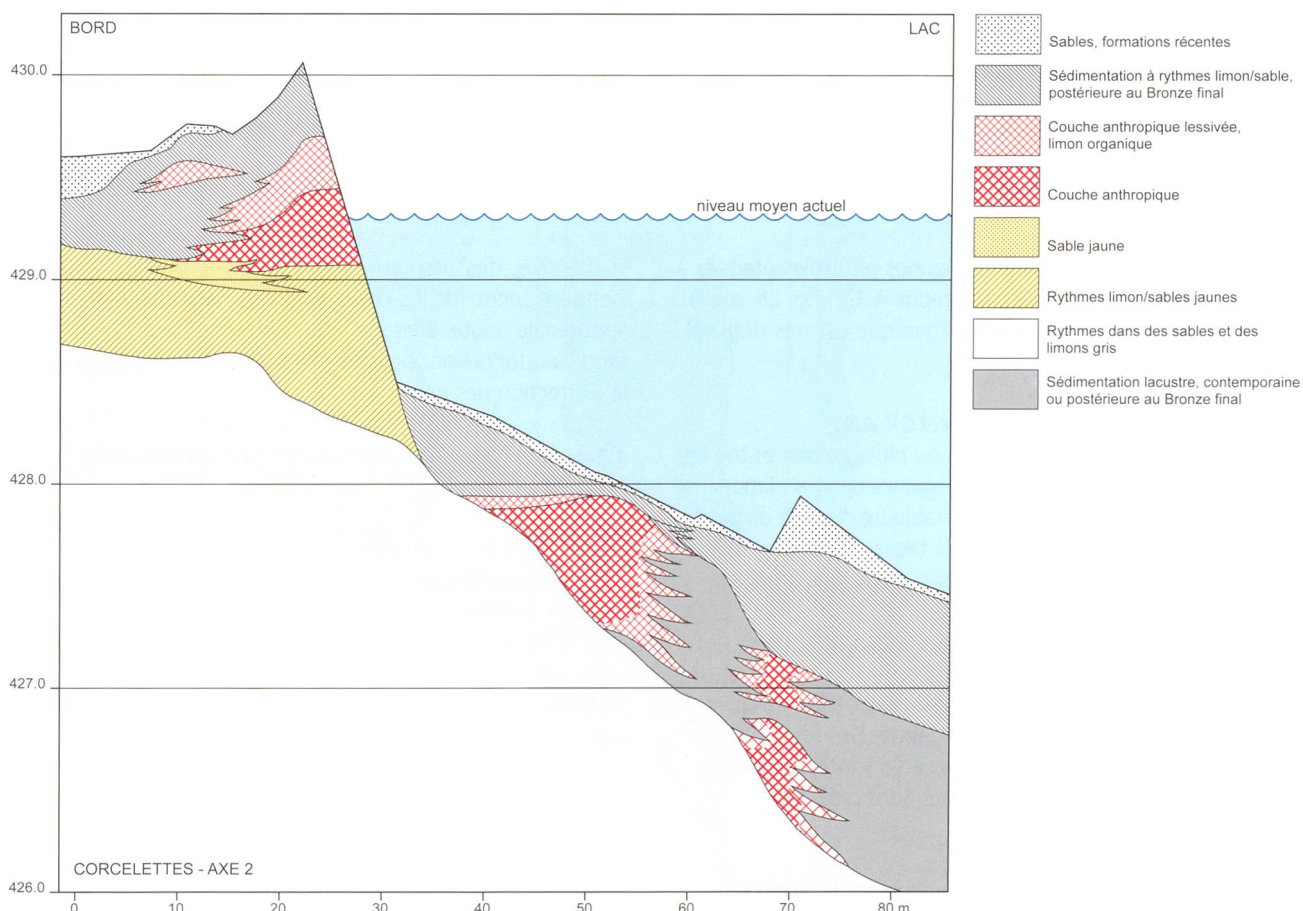 BORD
LAC
430.0
429.0
428.0
427.0
426.0
niveau moyen actuel
CORCELETTES - AXE 2
0 10 20 30 40 50 60 70 80 m
Sables, formations récentes
Sédimentation à rythmes limon/sable,
postérieure au Bronze final
Couche anthropique lessivée,
limon organique
Couche anthropique
Sable jaune
Rythmes limon/sables jaunes
Rythmes dans des sables et des
limons gris
Sédimentation lacustre, contemporaine
ou postérieure au Bronze final